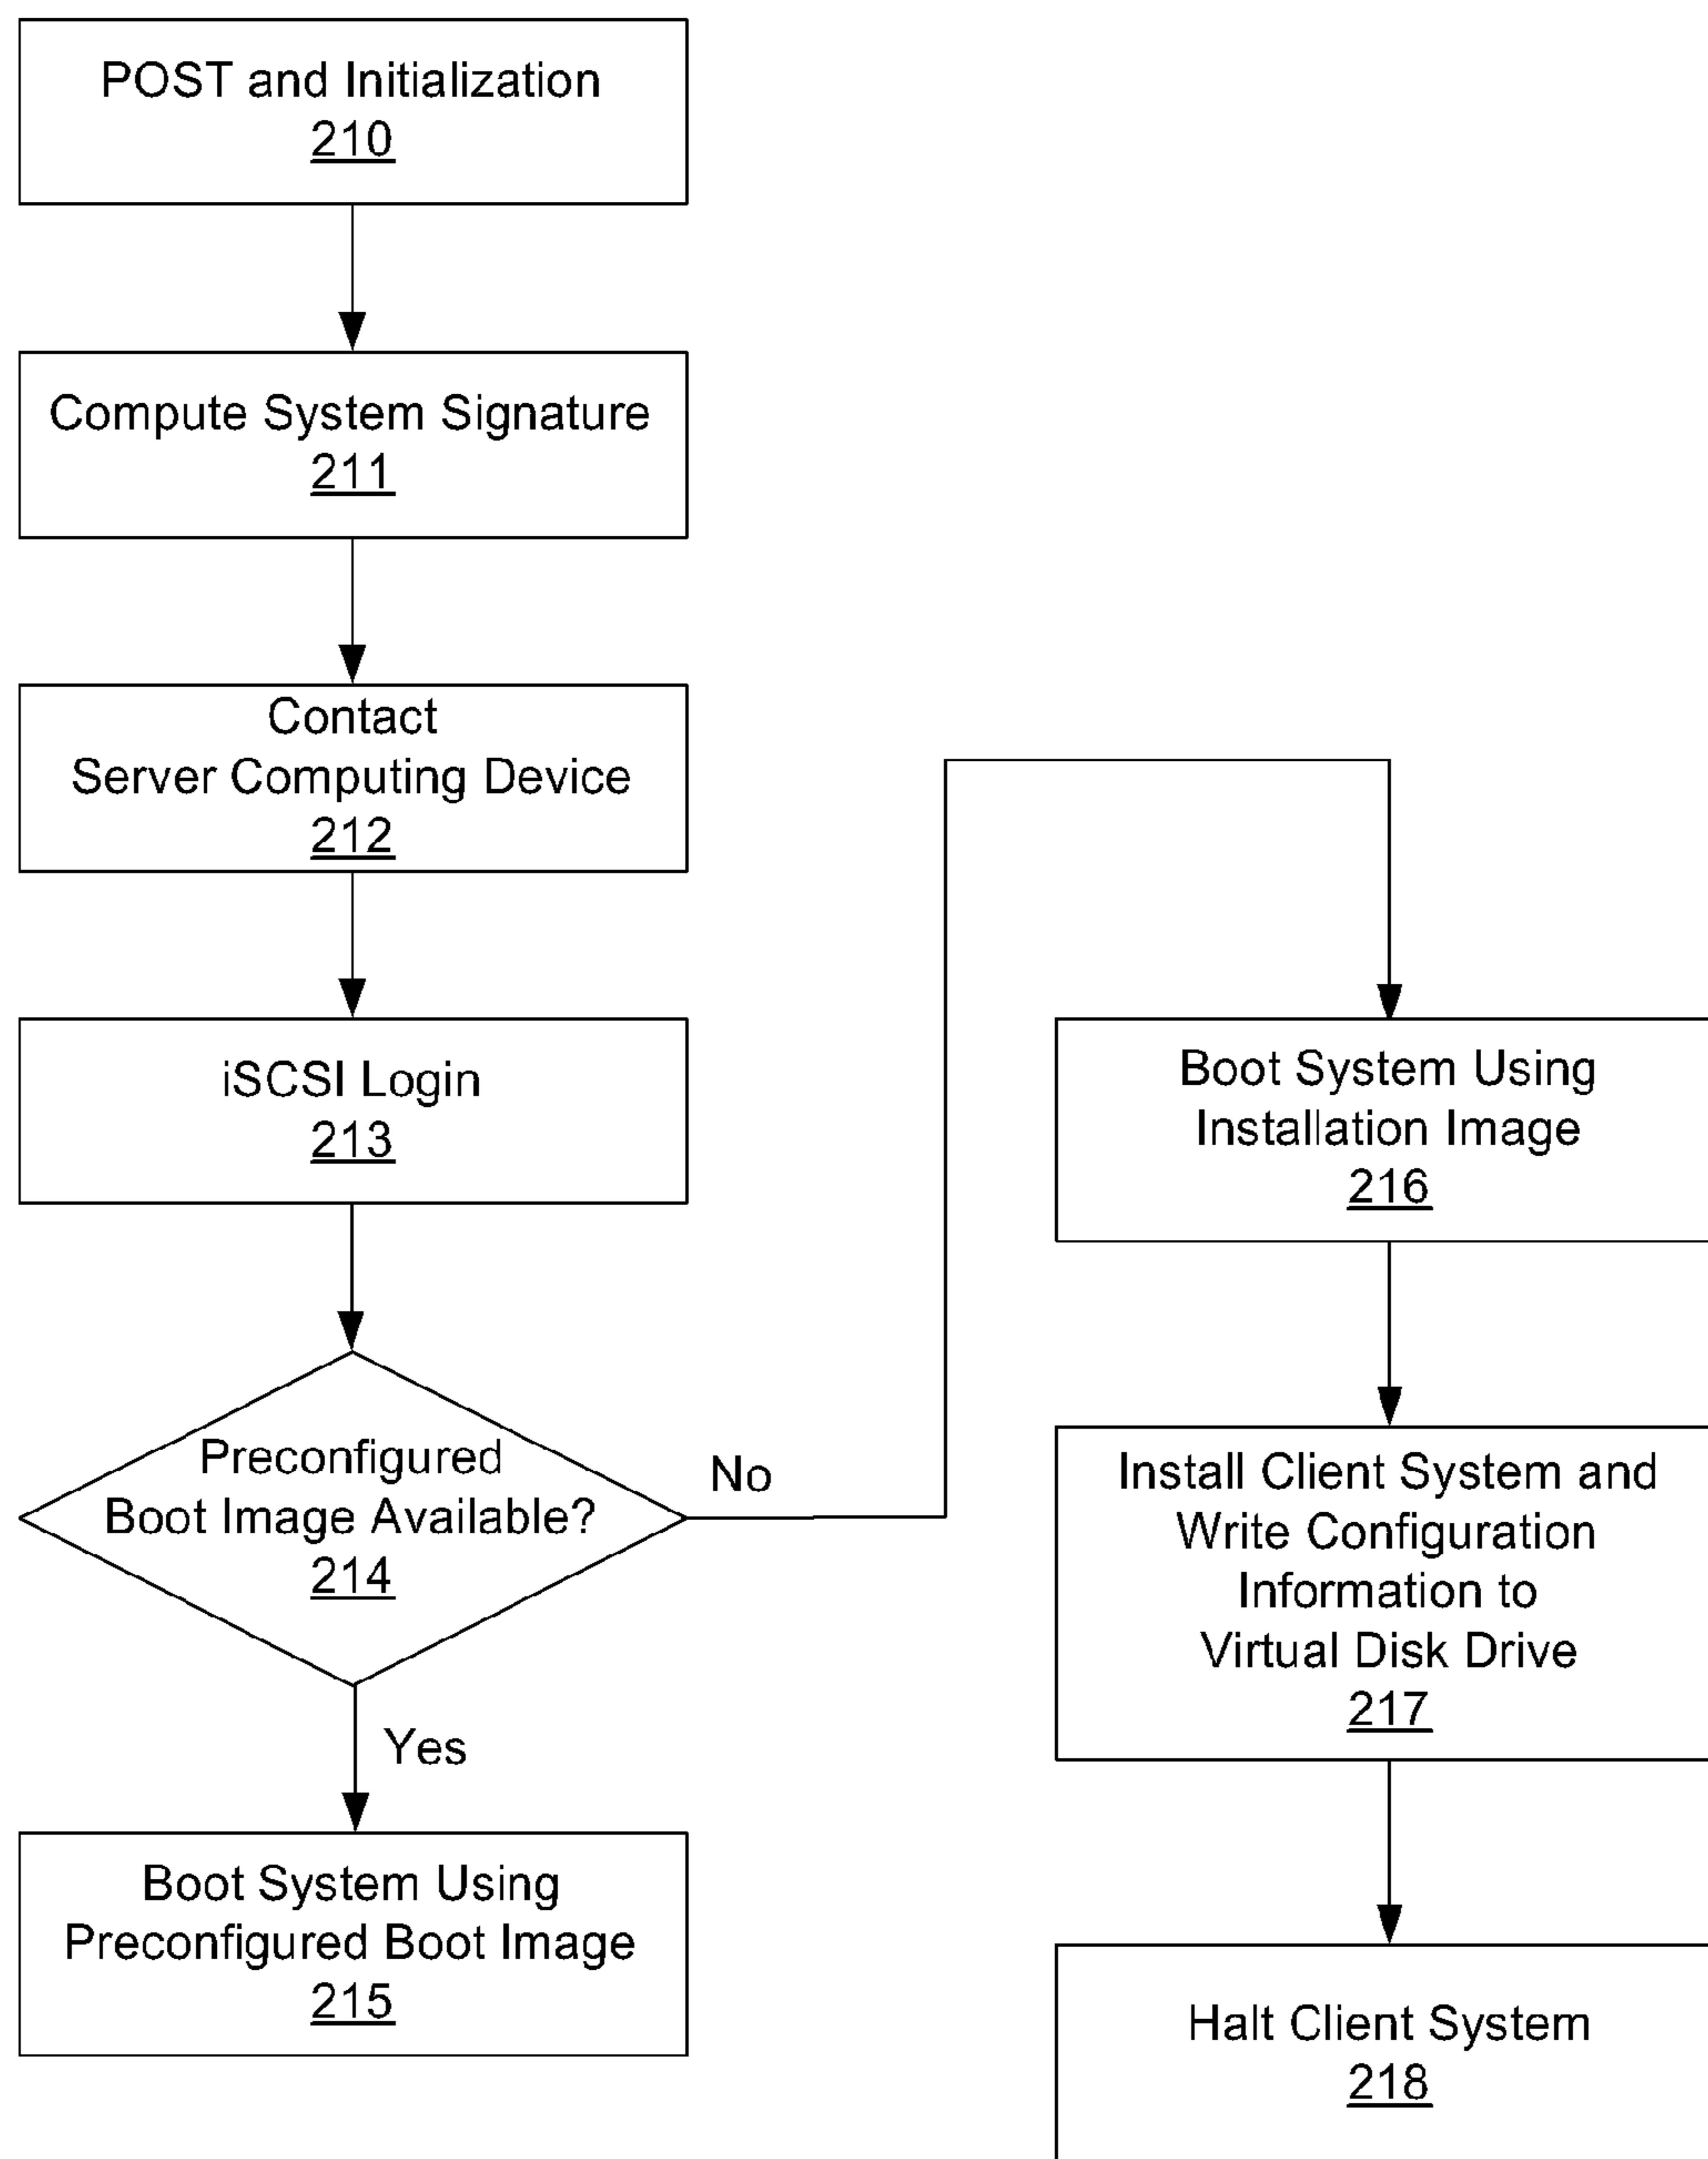 POST and Initialization
210
Compute System Signature
211
Contact
Server Computing Device
212
iSCSI Login
213
Preconfigured
Boot Image Available?
214
No
Yes
Boot System Using
Preconfigured Boot Image
215
Boot System Using
Installation Image
216
Install Client System and
Write Configuration
Information to
Virtual Disk Drive
217
Halt Client System
218